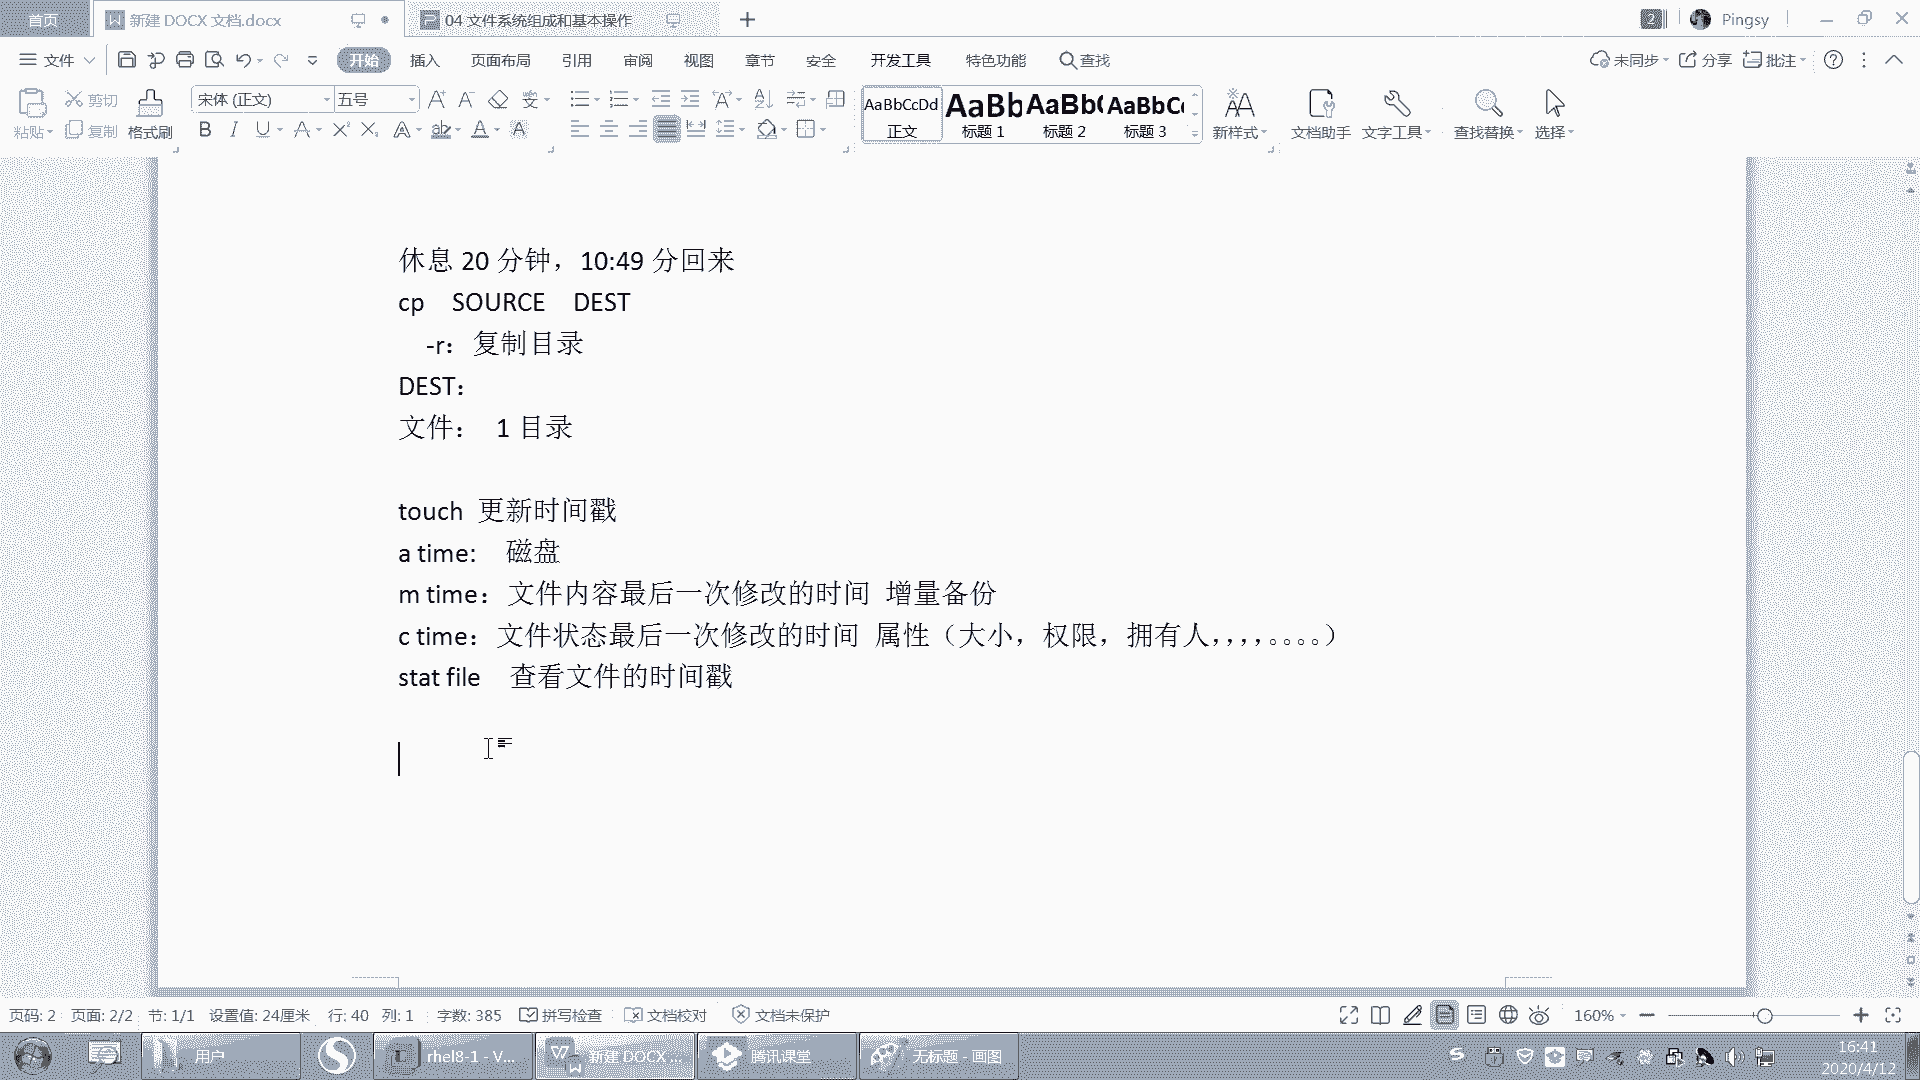 首页 新建 DOCX 文档.docx 04 文件系统组成和基本操作 2 Pingsy
文件 开始 插入 页面布局 引用 审阅 视图 章节 安全 开发工具 特色功能 查找 未同步 分享 批注
粘贴 剪切 复制 格式刷 宋体 (正文) 五号
AaBbCcDd AaBb AaBb( AaBbC
正文 标题 1 标题 2 标题 3 新样式 文档助手 文字工具 查找替换 选择
休息 20 分钟，10:49 分回来
cp SOURCE DEST
-r：复制目录
DEST：
文件： 1 目录
touch 更新时间戳
a time: 磁盘
m time：文件内容最后一次修改的时间 增量备份
c time：文件状态最后一次修改的时间 属性（大小，权限，拥有人，，，，。。。。）
stat file 查看文件的时间戳
页码: 2 页面: 2/2 节: 1/1 设置值: 24厘米 行: 40 列: 1 字数: 385 拼写检查 文档校对 文档未保护 160%
用户 rhel8-1 - V... 新建 DOCX ... 腾讯课堂 无标题 - 画图 16:41
2020/4/12